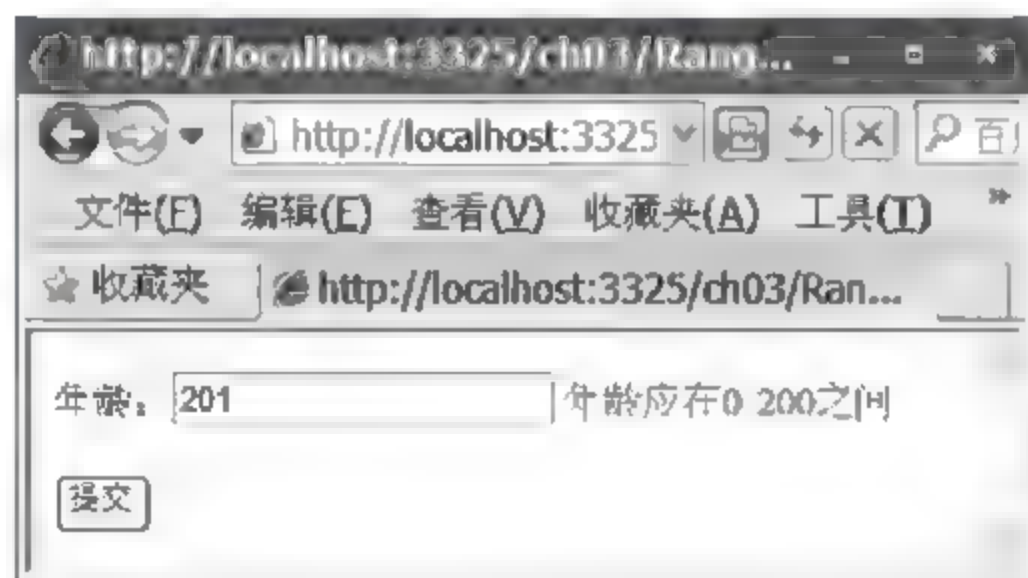 http://localhost:3325/ch03/Rang...
http://localhost:3325
百
文件(F) 编辑(E) 查看(V) 收藏夹(A) 工具(T) »
收藏夹 http://localhost:3325/ch03/Ran...
年龄： 201 年龄应在0 200之间
提交